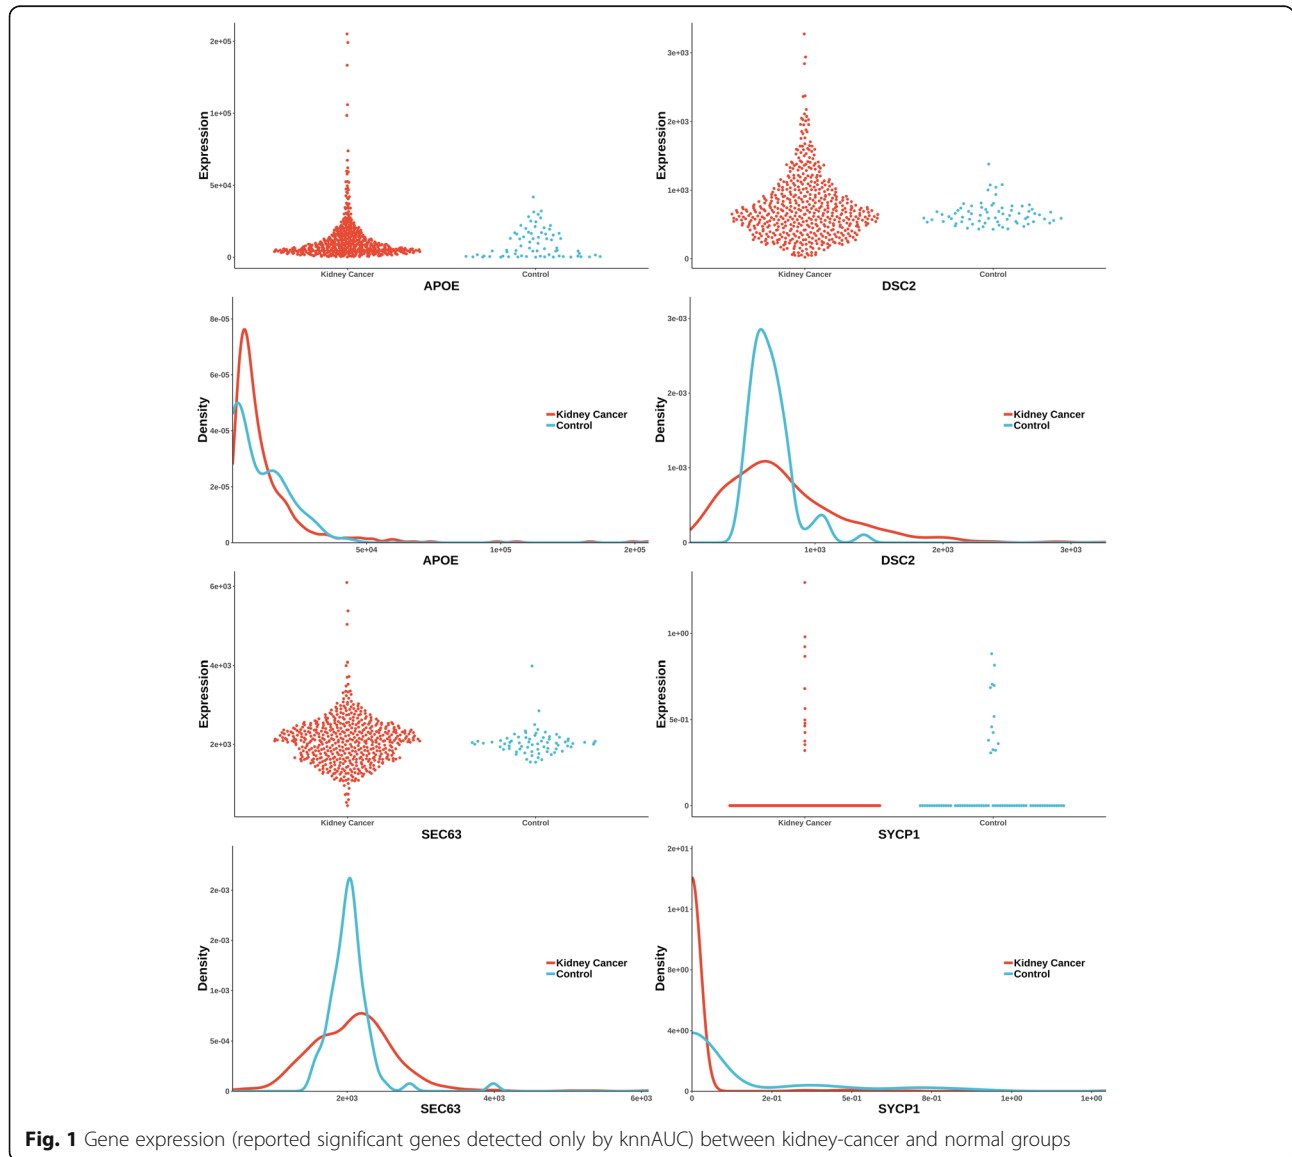 2e+05
1e+05
5e+04
0
Expression
Kidney Cancer
Control
APOE
3e+03
2e+03
1e+03
0
Expression
Kidney Cancer
Control
DSC2
8e-05
6e-05
4e-05
2e-05
0
Density
Kidney Cancer
Control
5e+04
1e+05
2e+05
APOE
3e-03
2e-03
1e-03
0
Density
Kidney Cancer
Control
1e+03
2e+03
3e+03
DSC2
6e+03
4e+03
2e+03
Expression
Kidney Cancer
Control
SEC63
1e+00
5e-01
0
Expression
Kidney Cancer
Control
SYCP1
2e-03
2e-03
1e-03
5e-04
0
Density
Kidney Cancer
Control
2e+03
4e+03
6e+03
SEC63
2e+01
1e+01
8e+00
4e+00
0
Density
Kidney Cancer
Control
0
2e-01
5e-01
8e-01
1e+00
1e+00
SYCP1
Fig. 1 Gene expression (reported significant genes detected only by knnAUC) between kidney-cancer and normal groups